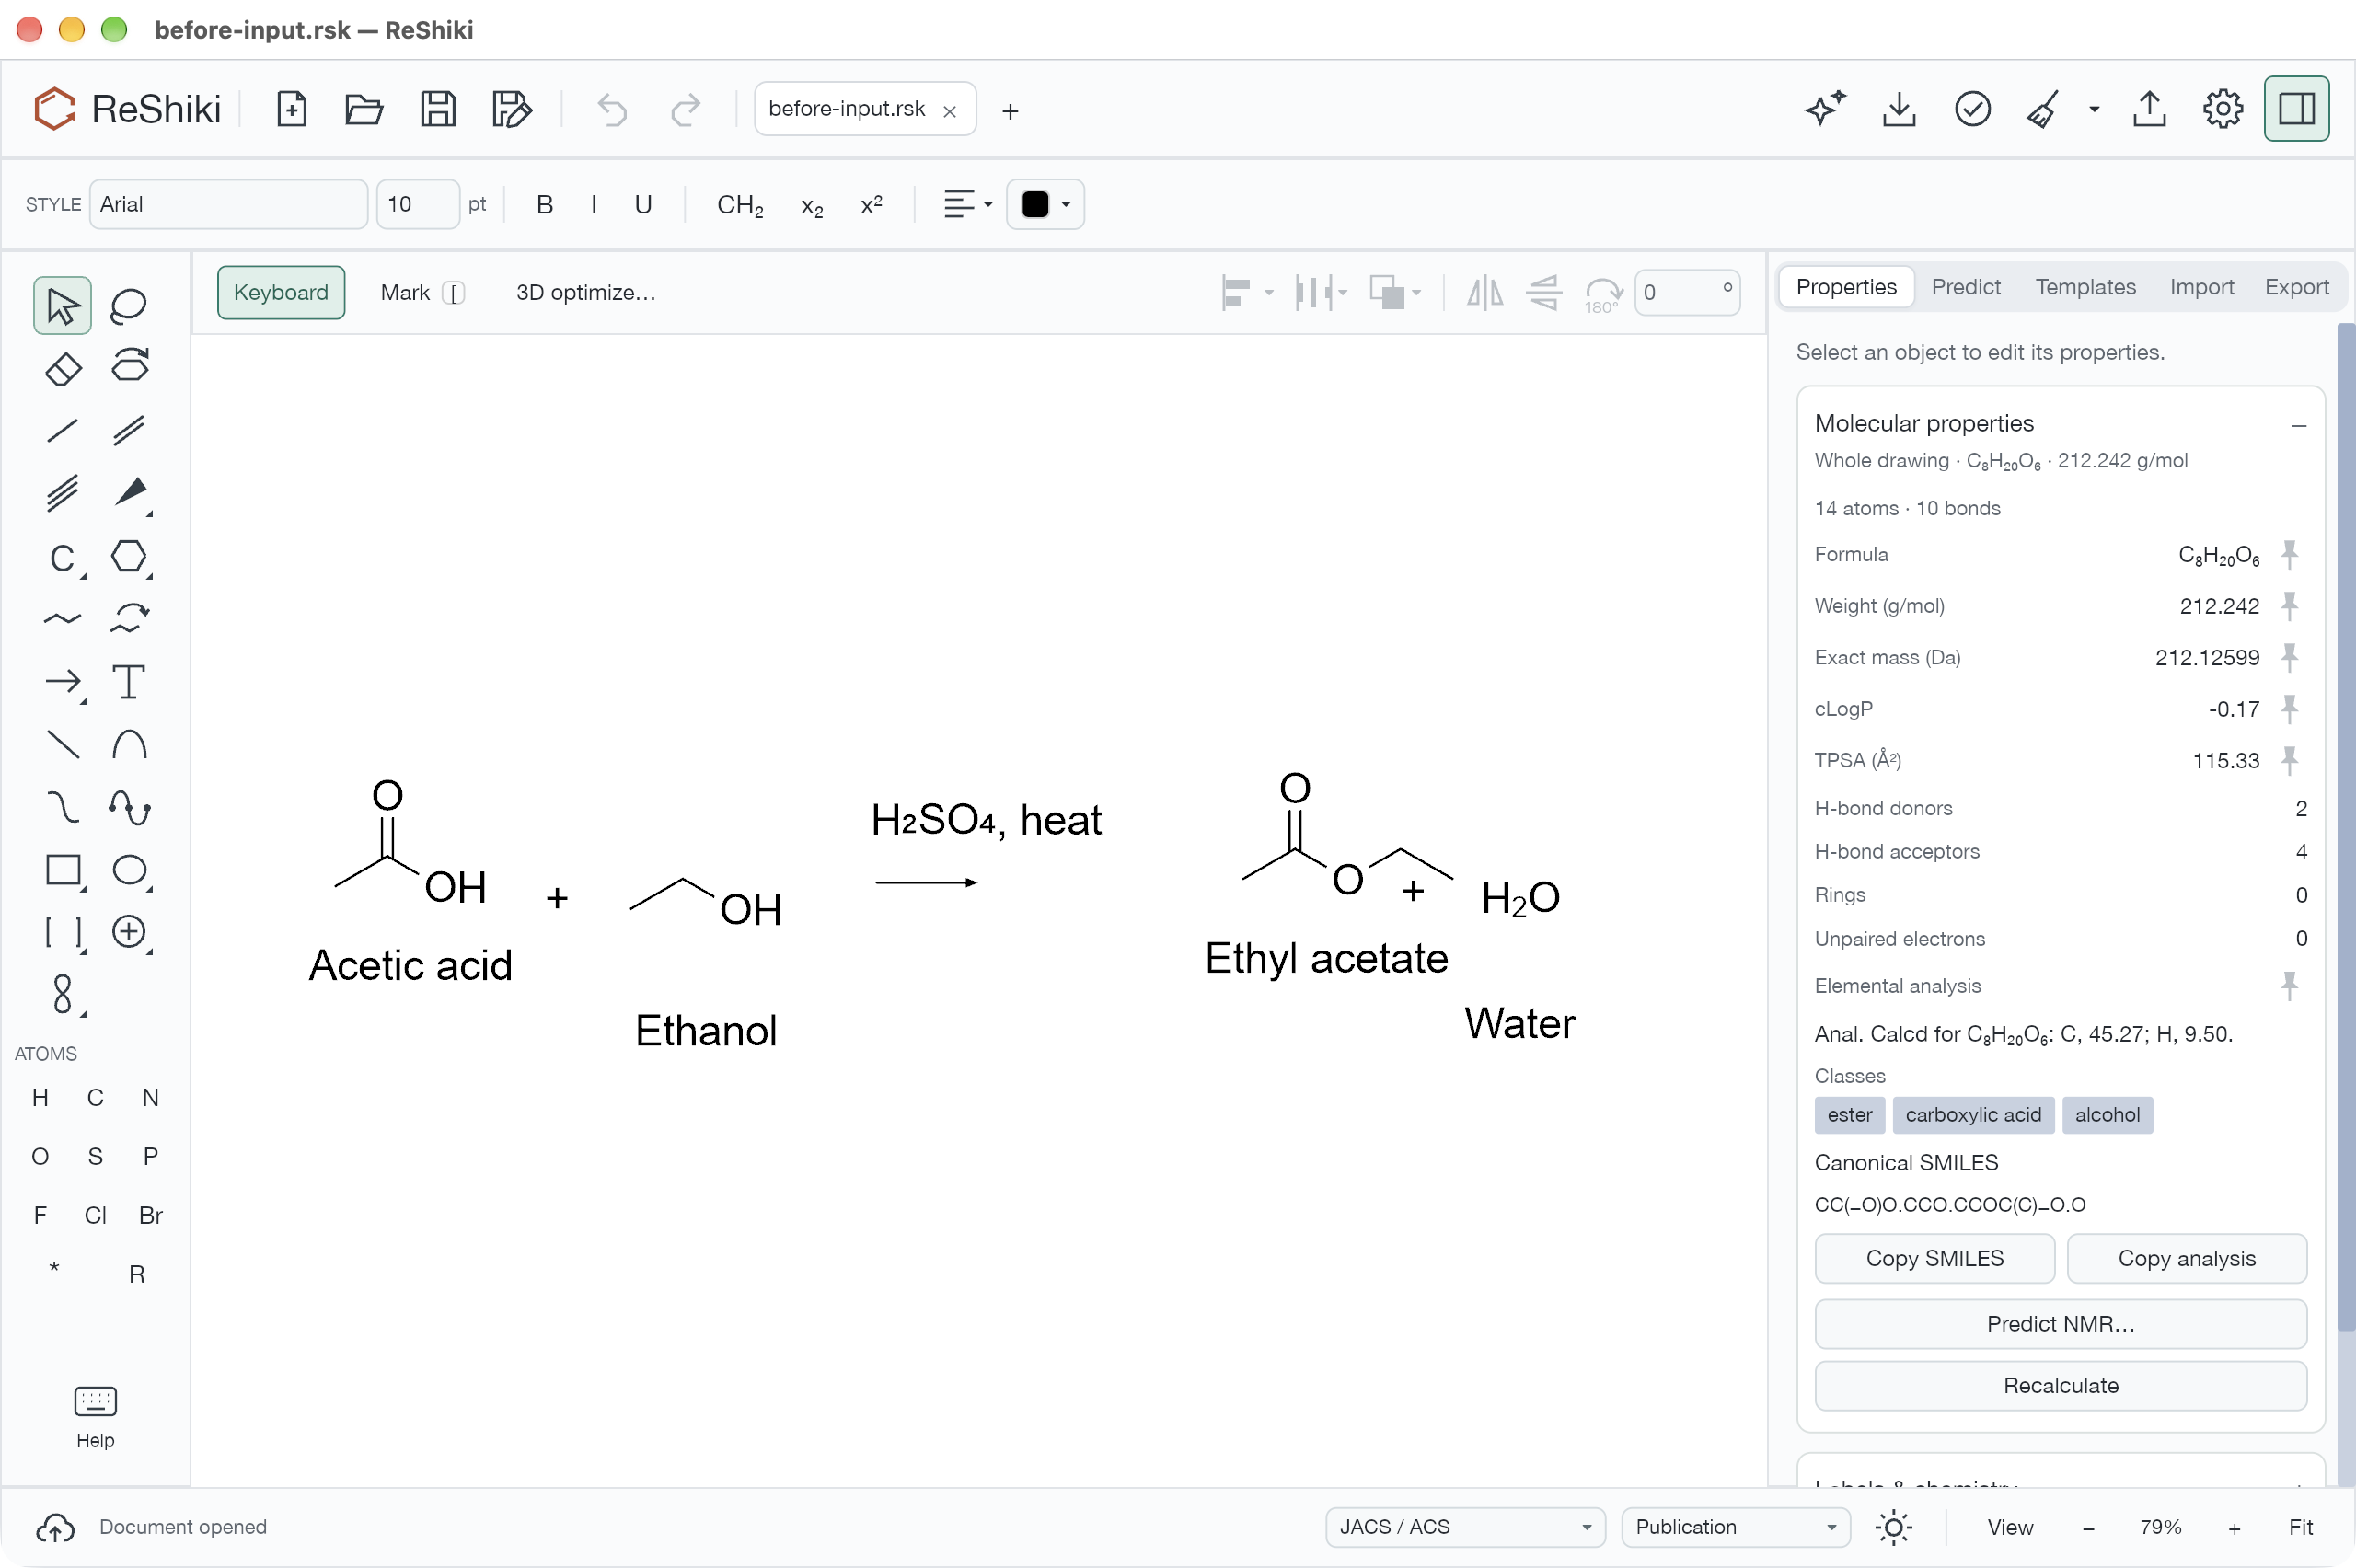 before-input.rsk — ReShiki
ReShiki
before-input.rsk × +
STYLE Arial 10 pt B I U CH₂ x₂ x²
Keyboard Mark [ 3D optimize... 180° 0 °
Properties Predict Templates Import Export
Select an object to edit its properties.
Molecular properties –
Whole drawing · C₈H₂₀O₆ · 212.242 g/mol
14 atoms · 10 bonds
Formula C₈H₂₀O₆
Weight (g/mol) 212.242
Exact mass (Da) 212.12599
cLogP -0.17
TPSA (Å²) 115.33
H-bond donors 2
H-bond acceptors 4
Rings 0
Unpaired electrons 0
Elemental analysis
Anal. Calcd for C₈H₂₀O₆: C, 45.27; H, 9.50.
Classes
ester carboxylic acid alcohol
Canonical SMILES
CC(=O)O.CCO.CCOC(C)=O.O
Copy SMILES Copy analysis
Predict NMR...
Recalculate
Labels & chemistry
C
T
ATOMS
H C N
O S P
F Cl Br
* R
Help
O
OH
+
OH
H₂SO₄, heat
O
O
+
H₂O
Acetic acid
Ethanol
Ethyl acetate
Water
Document opened JACS / ACS Publication View – 79% + Fit